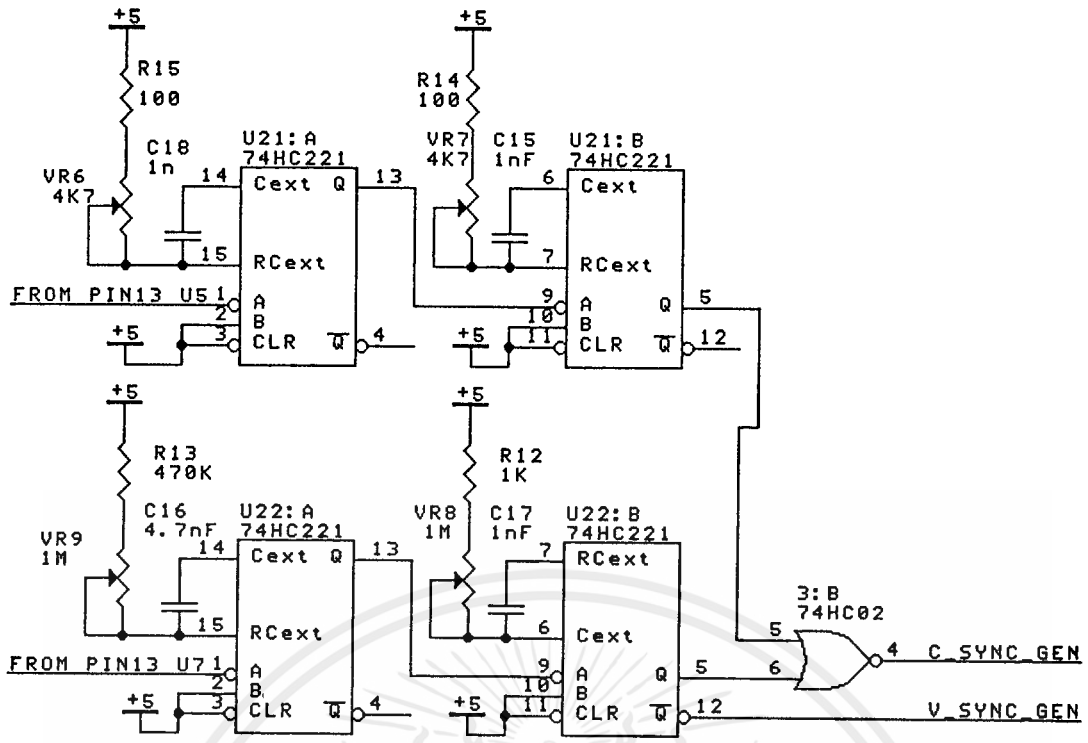 +5
R15
100
C18
1n
VR6
4K7
U21:A
74HC221
14
Cext
Q
13
15
RCext
FROM PIN13 U5
1
A
2
B
3
CLR
Q
4
+5
+5
R14
100
VR7
4K7
C15
1nF
U21:B
74HC221
6
Cext
7
RCext
9
A
Q
5
10
B
11
CLR
Q
12
+5
+5
R13
470K
C16
4.7nF
VR9
1M
U22:A
74HC221
14
Cext
Q
13
15
RCext
FROM PIN13 U7
1
A
2
B
3
CLR
Q
4
+5
+5
R12
1K
VR8
1M
C17
1nF
U22:B
74HC221
7
RCext
6
Cext
9
A
Q
5
10
B
11
CLR
Q
12
+5
3:B
74HC02
5
6
4
C_SYNC_GEN
V_SYNC_GEN